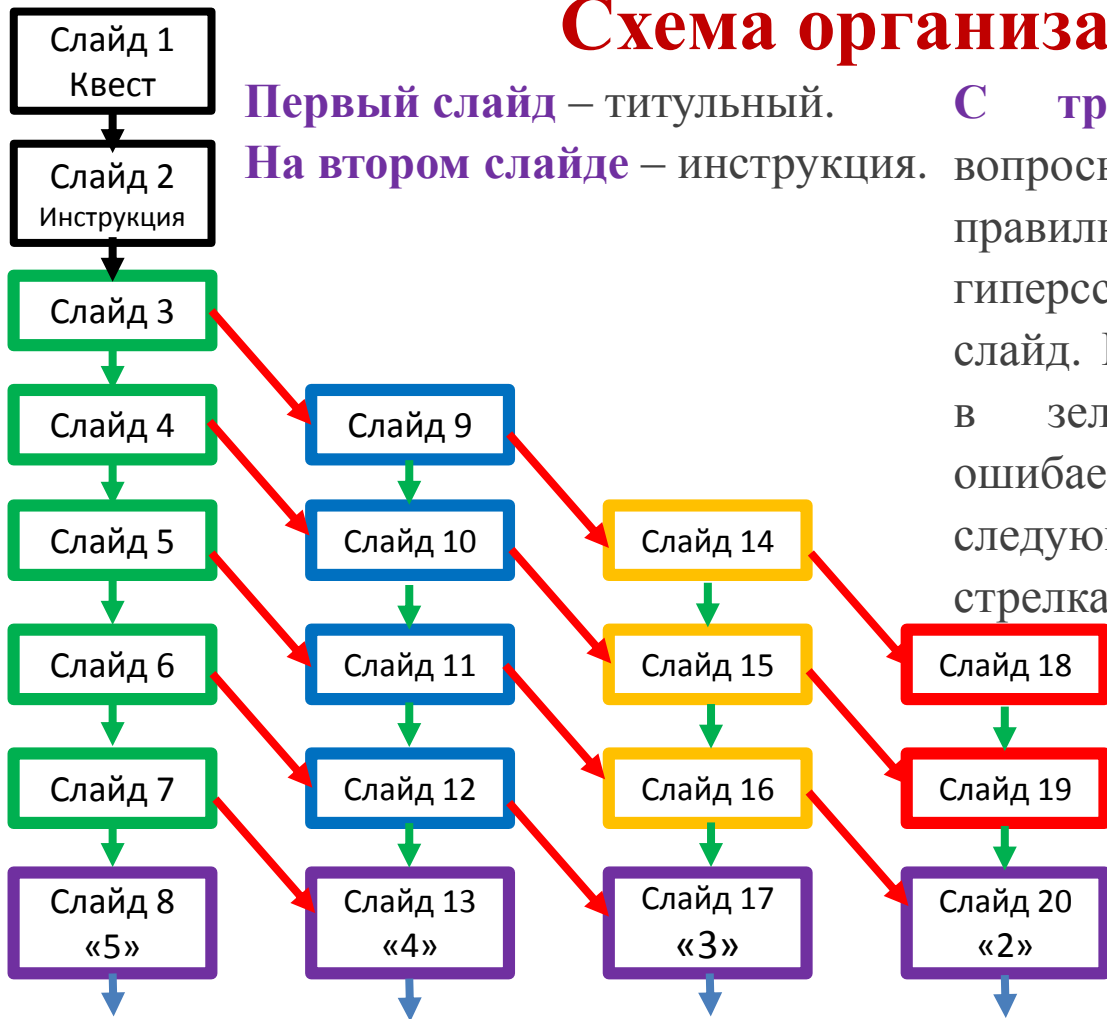 Схема организа
Слайд 1
Квест
Первый слайд – титульный.
На втором слайде – инструкция.
Слайд 2
Инструкция
С тр
вопрос
правил
гиперс
слайд.
в зел
ошибае
следую
стрелка
Слайд 3
Слайд 4
Слайд 9
Слайд 5
Слайд 10
Слайд 14
Слайд 6
Слайд 11
Слайд 15
Слайд 18
Слайд 7
Слайд 12
Слайд 16
Слайд 19
Слайд 8
«5»
Слайд 13
«4»
Слайд 17
«3»
Слайд 20
«2»